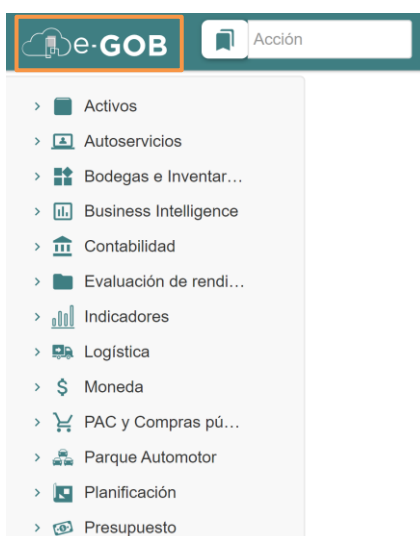 e-GOB
Acción
Activos
Autoservicios
Bodegas e Inventar...
Business Intelligence
Contabilidad
Evaluación de rendi...
Indicadores
Logística
Moneda
PAC y Compras pú...
Parque Automotor
Planificación
Presupuesto